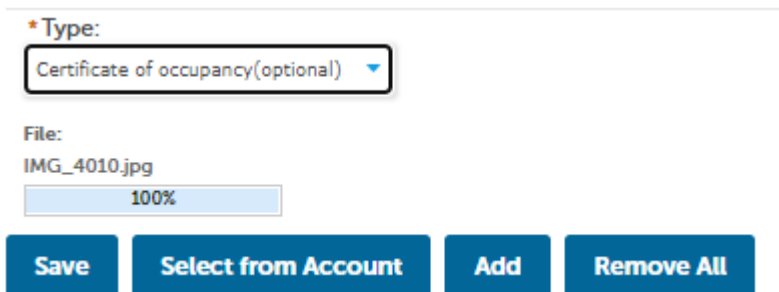 * Type:
Certificate of occupancy(optional)
File:
IMG_4010.jpg
100%
Save Select from Account Add Remove All